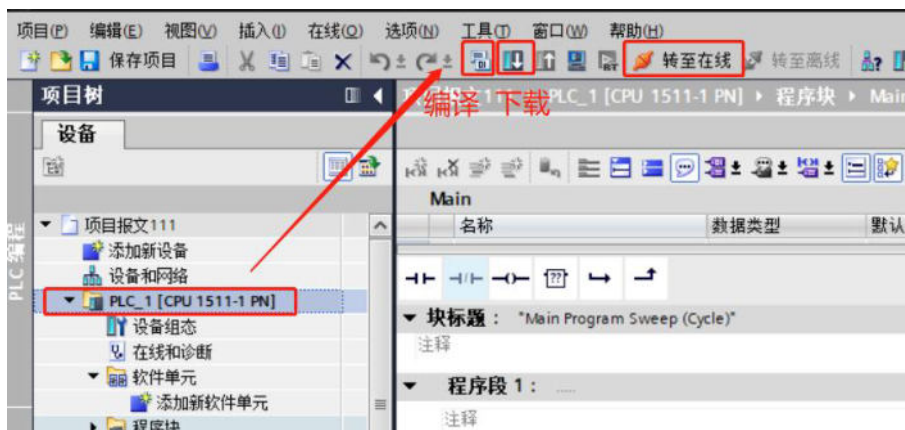 项目(P) 编辑(E) 视图(V) 插入(I) 在线(O) 选项(N) 工具(T) 窗口(W) 帮助(H)
保存项目 转至在线 转至离线
项目树
PLC_1 [CPU 1511-1 PN] 程序块 Main
编译 下载
设备
Main
名称 数据类型 默认
PLC 编程
项目报文111
添加新设备
设备和网络
PLC_1 [CPU 1511-1 PN]
设备组态
在线和诊断
软件单元
添加新软件单元
程序块
??
块标题： "Main Program Sweep (Cycle)"
注释
程序段 1： .....
注释